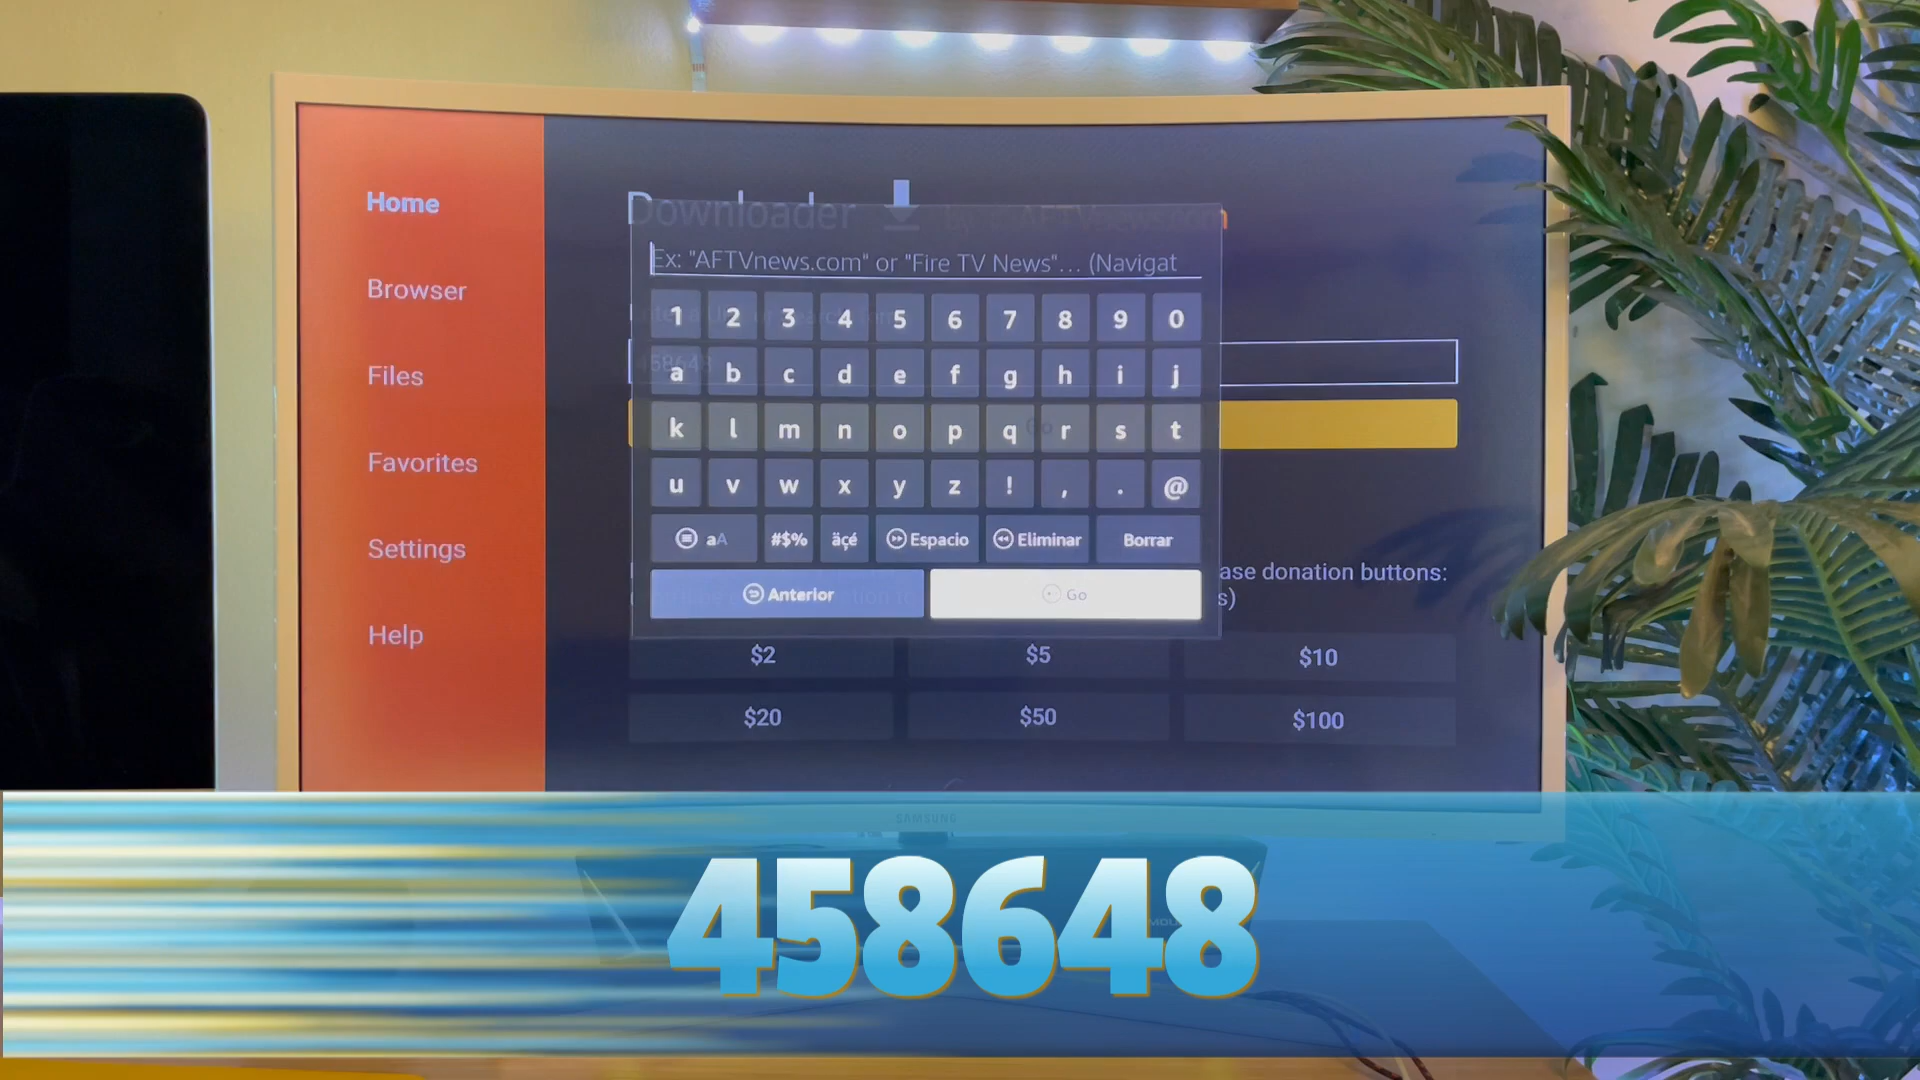 Home
Browser
Files
Favorites
Settings
Help
Downloader
Ex: "AFTVnews.com" or "Fire TV News"... (Navigat
458648
1 2 3 4 5 6 7 8 9 0
a b c d e f g h i j
k l m n o p q r s t
u v w x y z ! , . @
aA #$% äçé Espacio Eliminar Borrar
Anterior Go
ase donation buttons:
s)
$2 $5 $10
$20 $50 $100
SAMSUNG
458648